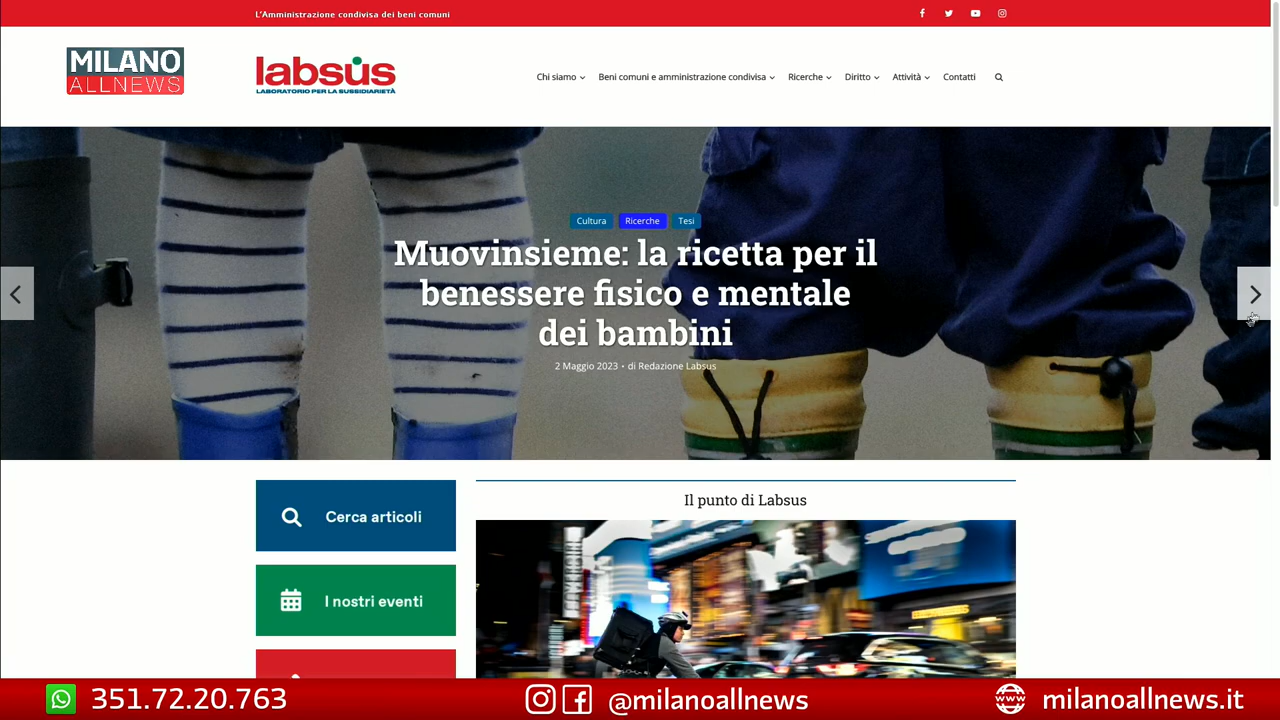 L'Amministrazione condivisa dei beni comuni
MILANO
ALLNEWS
labsus
LABORATORIO PER LA SUSSIDIARIETÀ
Chi siamo Beni comuni e amministrazione condivisa Ricerche Diritto Attività Contatti
Cultura Ricerche Tesi
Muovinsieme: la ricetta per il
benessere fisico e mentale
dei bambini
2 Maggio 2023 • di Redazione Labsus
Cerca articoli
Il punto di Labsus
I nostri eventi
351.72.20.763
@milanoallnews
www
milanoallnews.it